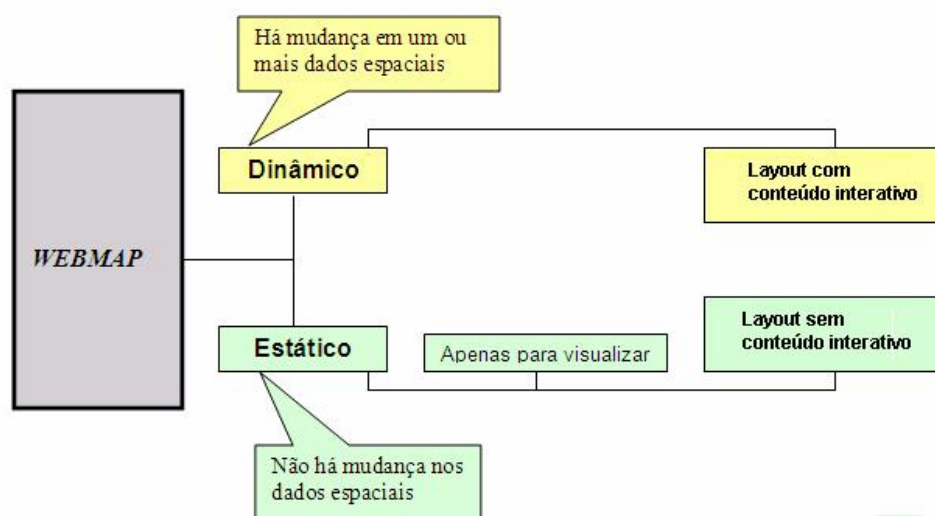 Há mudança em um ou
mais dados espaciais
Dinâmico
Layout com
conteúdo interativo
WEBMAP
Estático
Apenas para visualizar
Layout sem
conteúdo interativo
Não há mudança nos
dados espaciais